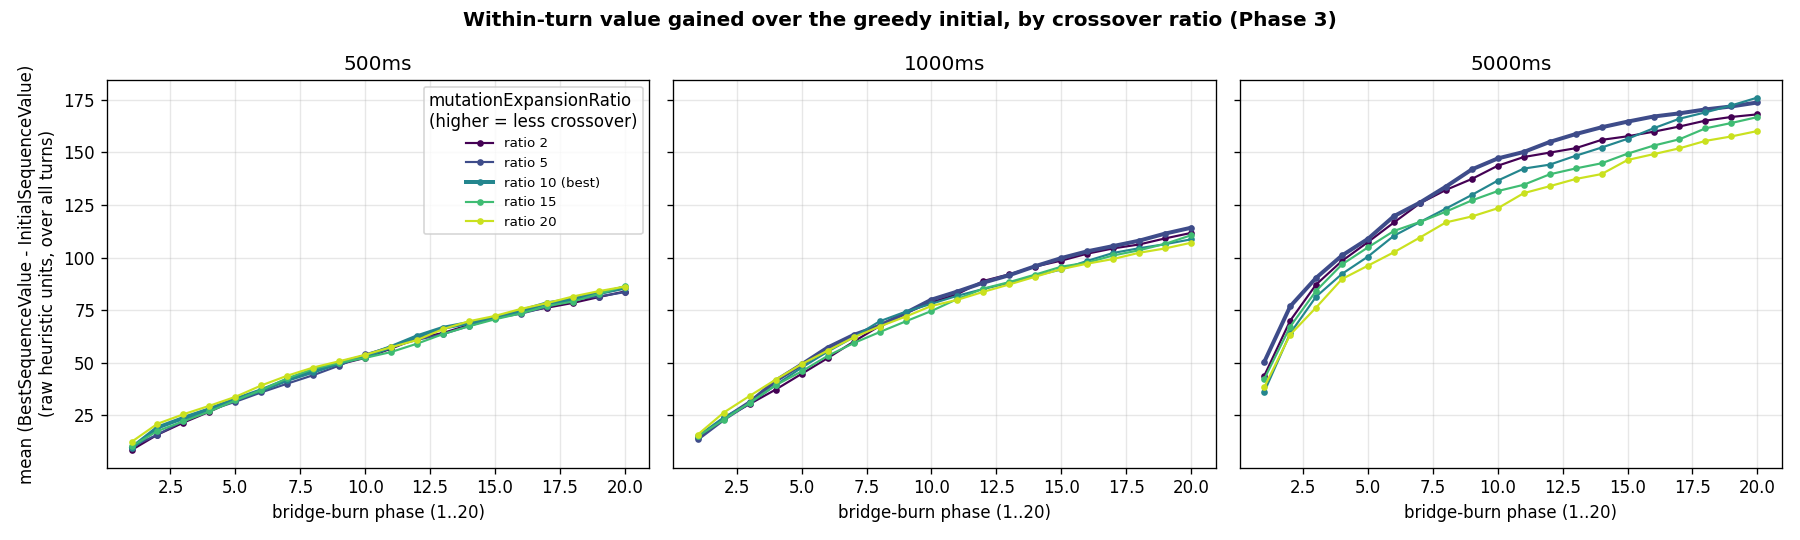 Within-turn value gained over the greedy initial, by crossover ratio (Phase 3)
500ms
1000ms
5000ms
mean (BestSequenceValue - InitialSequenceValue)
(raw heuristic units, over all turns)
175
150
125
100
75
50
25
mutationExpansionRatio
(higher = less crossover)
ratio 2
ratio 5
ratio 10 (best)
ratio 15
ratio 20
2.5 5.0 7.5 10.0 12.5 15.0 17.5 20.0
2.5 5.0 7.5 10.0 12.5 15.0 17.5 20.0
2.5 5.0 7.5 10.0 12.5 15.0 17.5 20.0
bridge-burn phase (1..20)
bridge-burn phase (1..20)
bridge-burn phase (1..20)